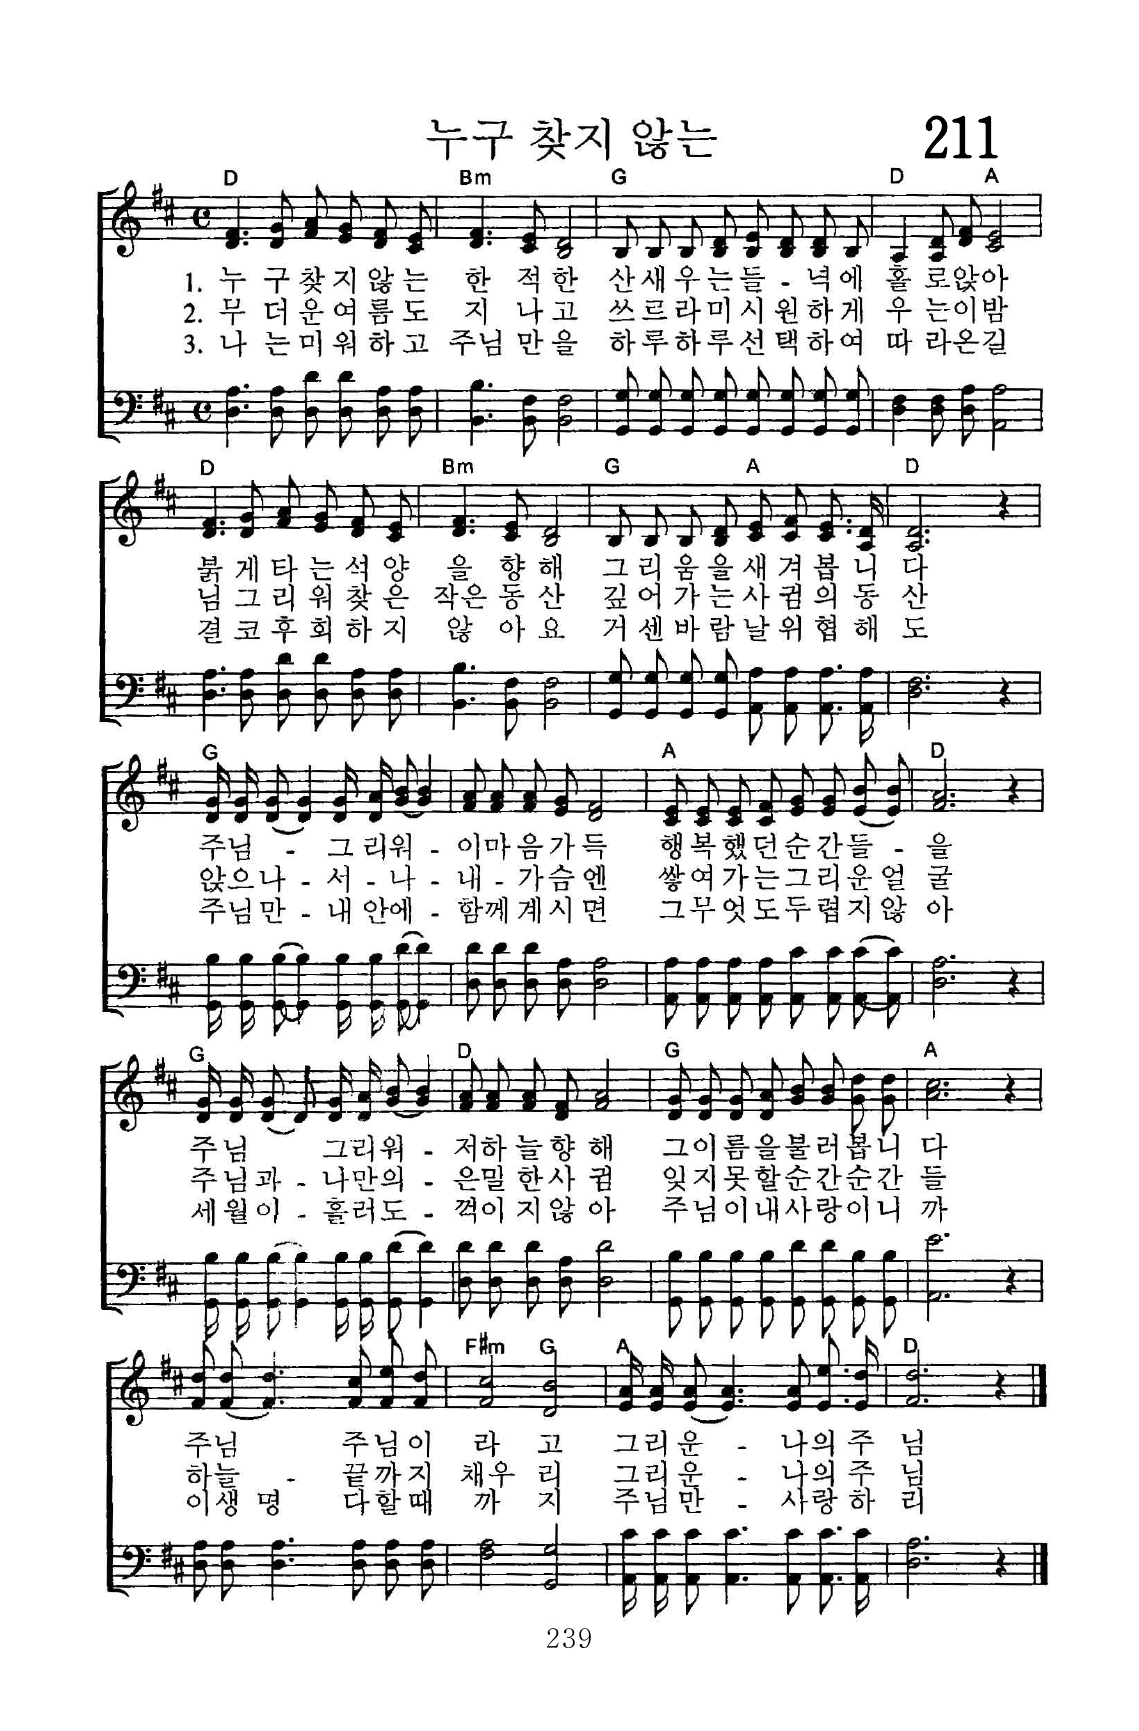 누구 찾지 않는
211
D Bm G D A
1. 누 구 찾 지 않 는 한 적 한 산 새 우 는 들 - 녘 에 홀 로 앉 아
2. 무 더 운 여 름 도 지 나 고 쓰 르 라 미 시 원 하 게 우 는 이 밤
3. 나 는 미 워 하 고 주님 만 을 하 루 하 루 선 택 하 여 따 라 온 길
D Bm G A D
붉 게 타 는 석 양 을 향 해 그 리 움 을 새 겨 봅 니 다
님 그 리 워 찾 은 작은 동 산 깊 어 가 는 사 귐 의 동 산
결 코 후 회 하 지 않 아 요 거 센 바 람 날 위 협 해 도
G A D
주 님 - 그 리 워 - 이 마 음 가 득 행 복 했 던 순 간 들 - 을
앉 으 나 - 서 - 나 - 내 - 가 슴 엔 쌓 여 가 는 그 리 운 얼 굴
주 님 만 - 내 안 에 - 함 께 계 시 면 그 무 엇 도 두 렵 지 않 아
G D G A
주 님 그 리 워 - 저 하 늘 향 해 그 이 름 을 불 러 봅 니 다
주 님 과 - 나 만 의 - 은 밀 한 사 귐 잊 지 못 할 순 간 순 간 들
세 월 이 - 흘 러 도 - 꺽 이 지 않 아 주 님 이 내 사 랑 이 니 까
F#m G A D
주 님 주 님 이 라 고 그 리 운 - 나 의 주 님
하 늘 - 끝 까 지 채우 리 그 리 운 - 나 의 주 님
이 생 명 다 할 때 까 지 주 님 만 - 사 랑 하 리
239